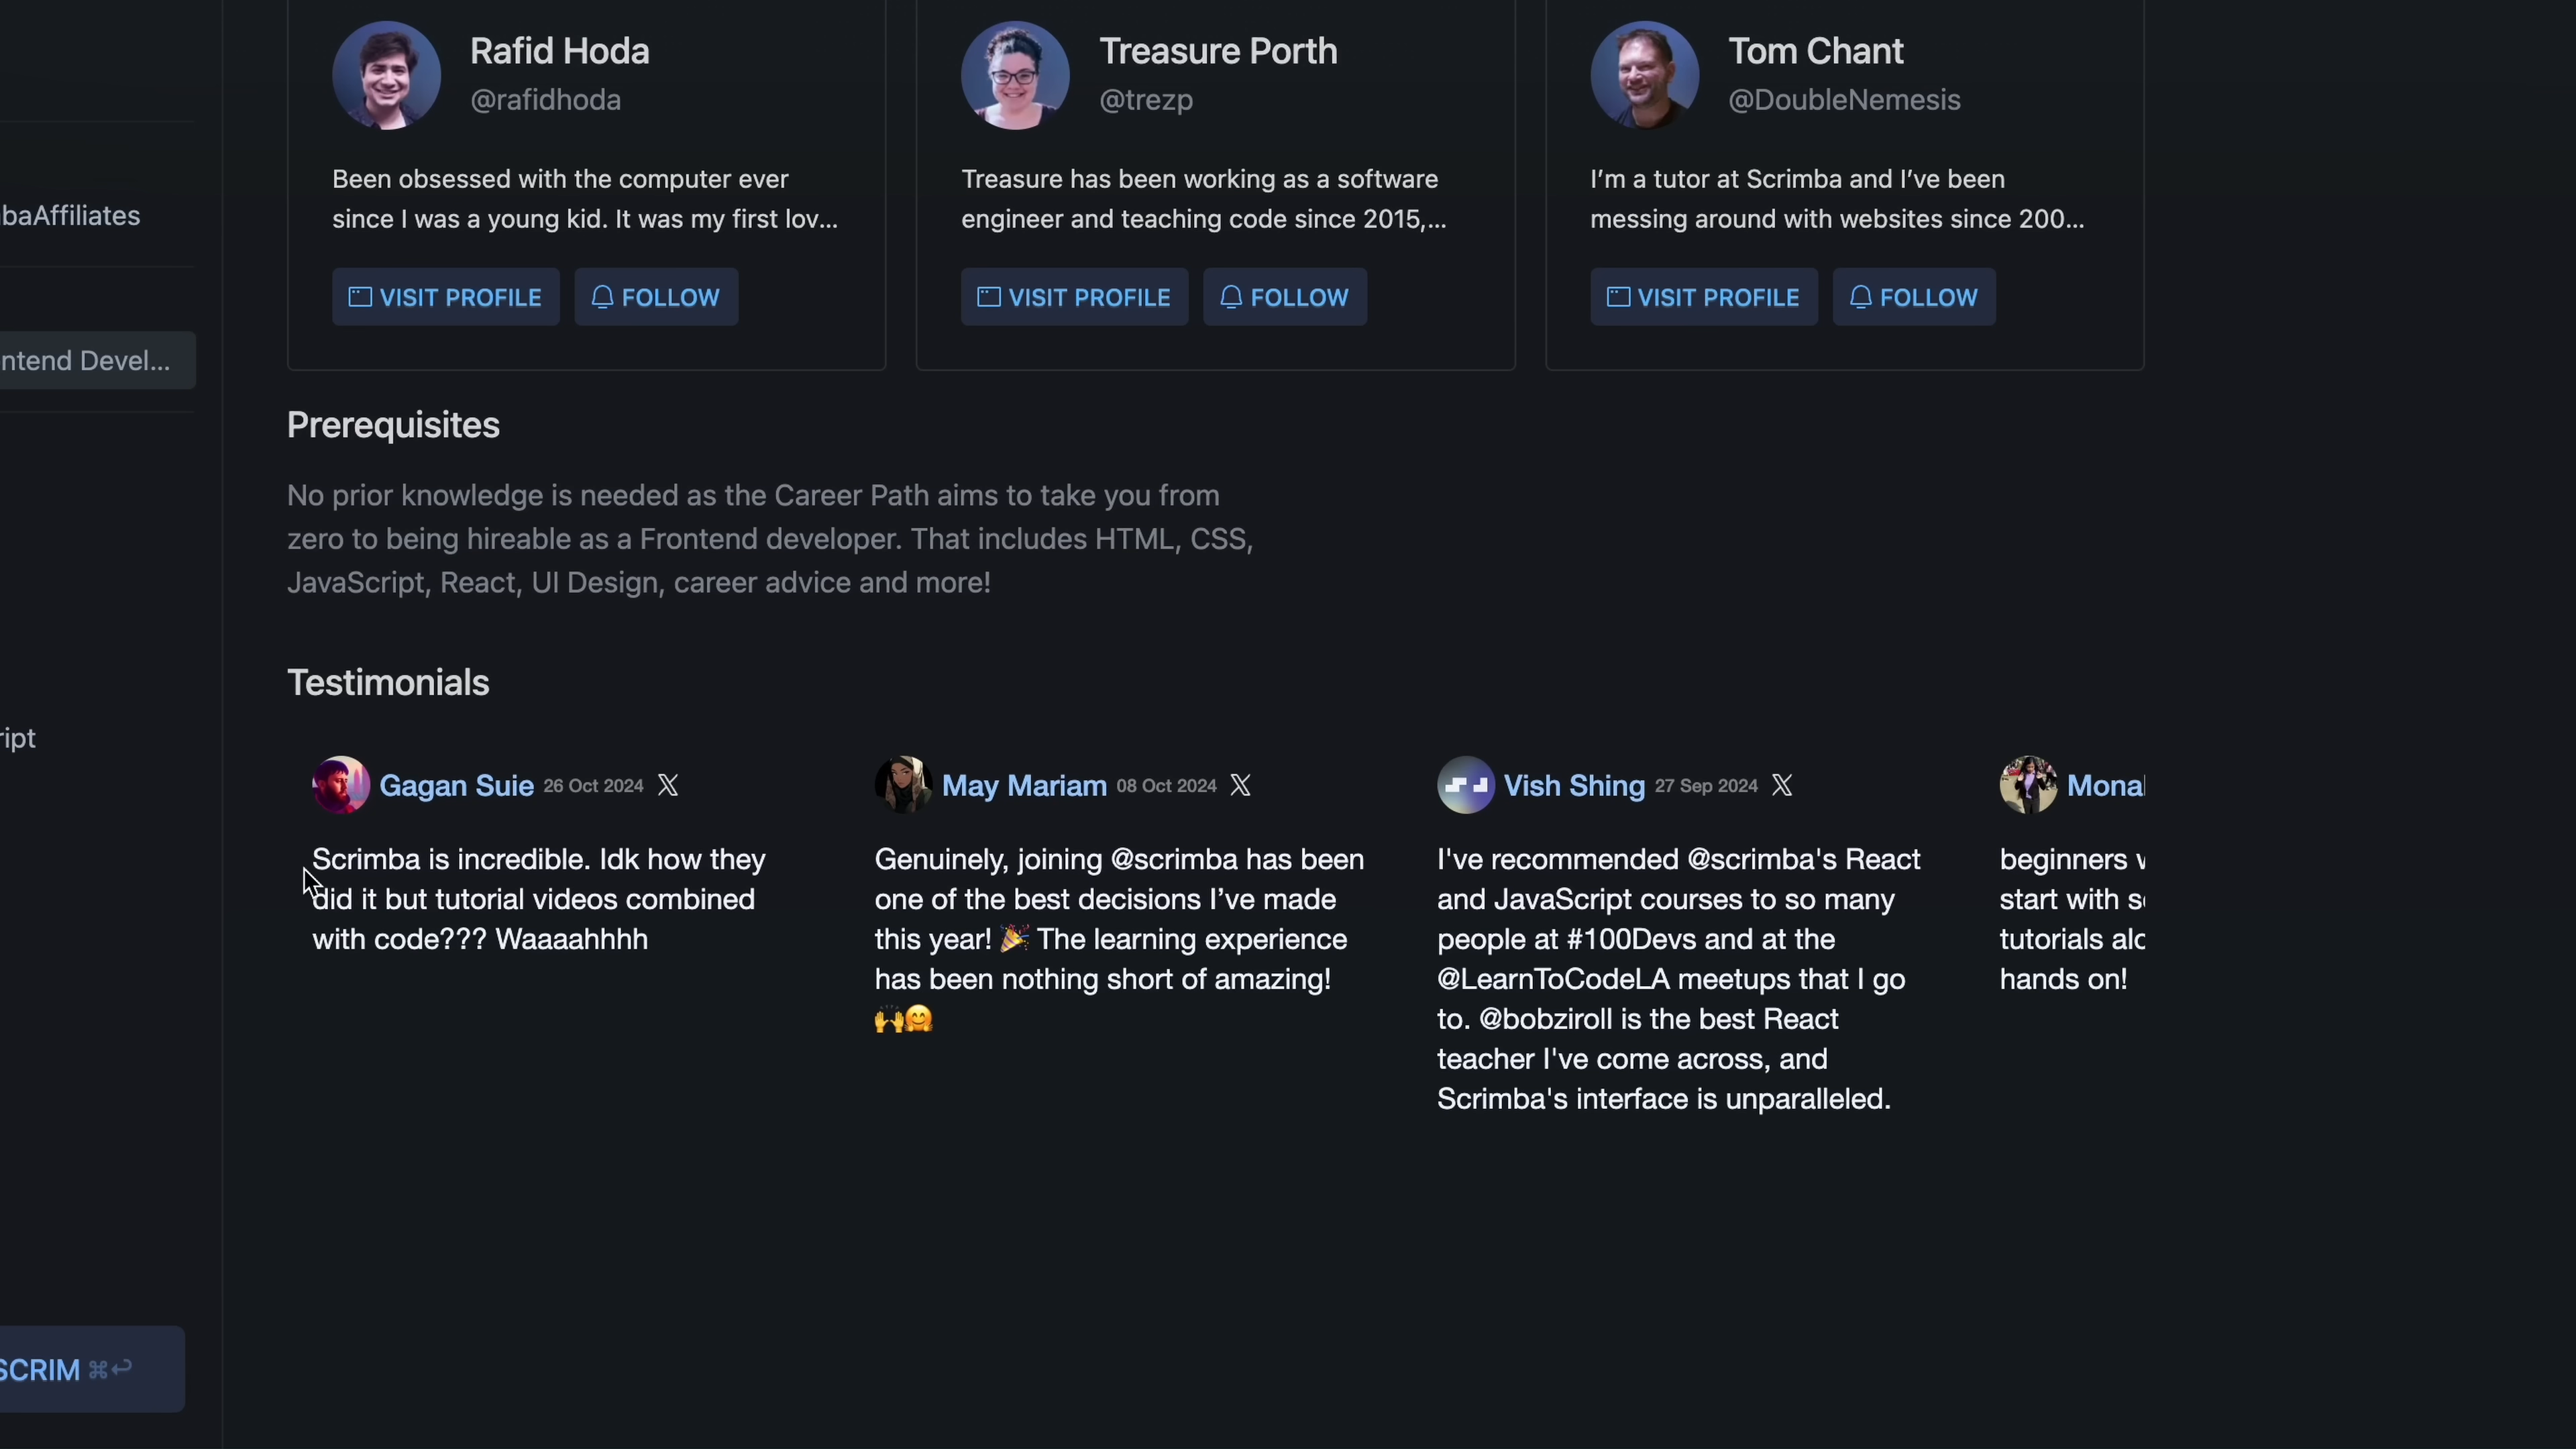 baAffiliates
ntend Devel...
ript
SCRIM ⌘↩
Rafid Hoda
@rafidhoda
Been obsessed with the computer ever
since I was a young kid. It was my first lov...
VISIT PROFILE
FOLLOW
Treasure Porth
@trezp
Treasure has been working as a software
engineer and teaching code since 2015,...
VISIT PROFILE
FOLLOW
Tom Chant
@DoubleNemesis
I’m a tutor at Scrimba and I’ve been
messing around with websites since 200...
VISIT PROFILE
FOLLOW
Prerequisites
No prior knowledge is needed as the Career Path aims to take you from
zero to being hireable as a Frontend developer. That includes HTML, CSS,
JavaScript, React, UI Design, career advice and more!
Testimonials
Gagan Suie 26 Oct 2024
Scrimba is incredible. Idk how they
did it but tutorial videos combined
with code??? Waaaahhhh
May Mariam 08 Oct 2024
Genuinely, joining @scrimba has been
one of the best decisions I’ve made
this year! 🎉 The learning experience
has been nothing short of amazing!
🙌🤗
Vish Shing 27 Sep 2024
I've recommended @scrimba's React
and JavaScript courses to so many
people at #100Devs and at the
@LearnToCodeLA meetups that I go
to. @bobziroll is the best React
teacher I've come across, and
Scrimba's interface is unparalleled.
Mona
beginners
start with
tutorials
hands on!